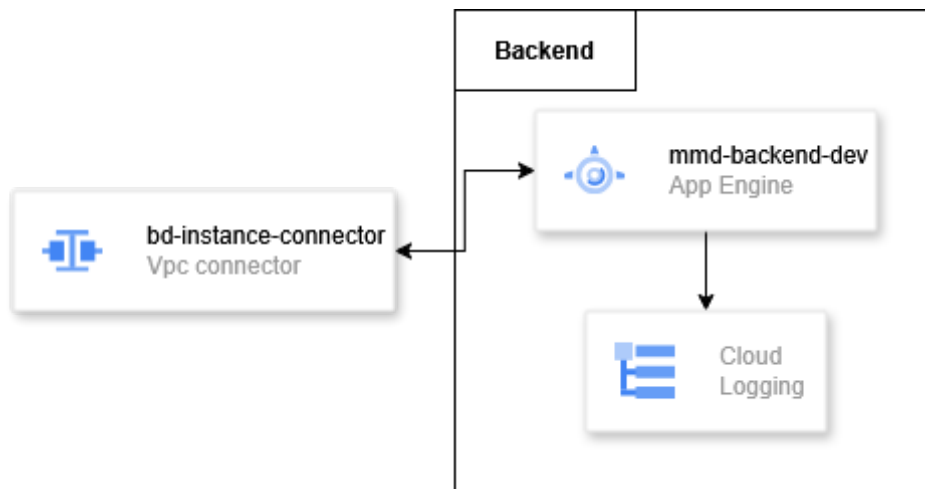 Backend
mmd-backend-dev
App Engine
bd-instance-connector
Vpc connector
Cloud
Logging